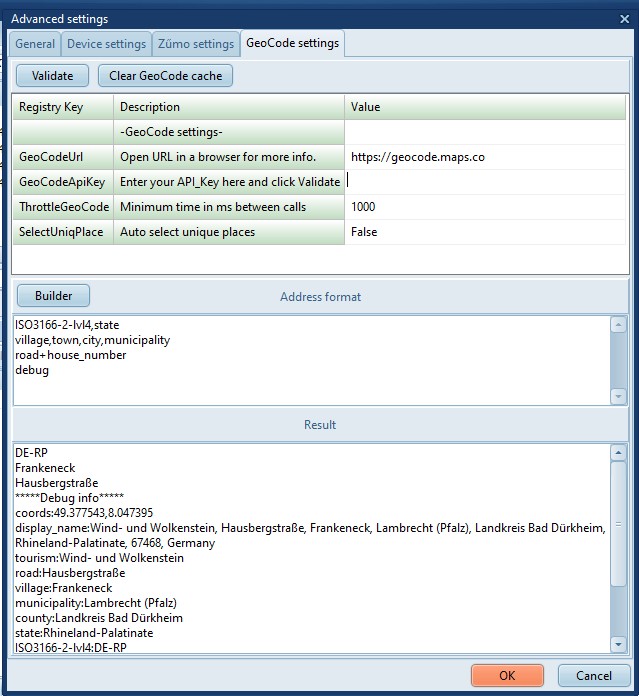 Advanced settings
General
Device settings
Zūmo settings
GeoCode settings
Validate
Clear GeoCode cache
Registry Key Description Value
-GeoCode settings-
GeoCodeUrl Open URL in a browser for more info. https://geocode.maps.co
GeoCodeApiKey Enter your API_Key here and click Validate
ThrottleGeoCode Minimum time in ms between calls 1000
SelectUniqPlace Auto select unique places False
Builder
Address format
ISO3166-2-lvl4,state
village,town,city,municipality
road+house_number
debug
Result
DE-RP
Frankeneck
Hausbergstraße
*****Debug info*****
coords:49.377543,8.047395
display_name:Wind- und Wolkenstein, Hausbergstraße, Frankeneck, Lambrecht (Pfalz), Landkreis Bad Dürkheim,
Rhineland-Palatinate, 67468, Germany
tourism:Wind- und Wolkenstein
road:Hausbergstraße
village:Frankeneck
municipality:Lambrecht (Pfalz)
county:Landkreis Bad Dürkheim
state:Rhineland-Palatinate
ISO3166-2-lvl4:DE-RP
OK
Cancel